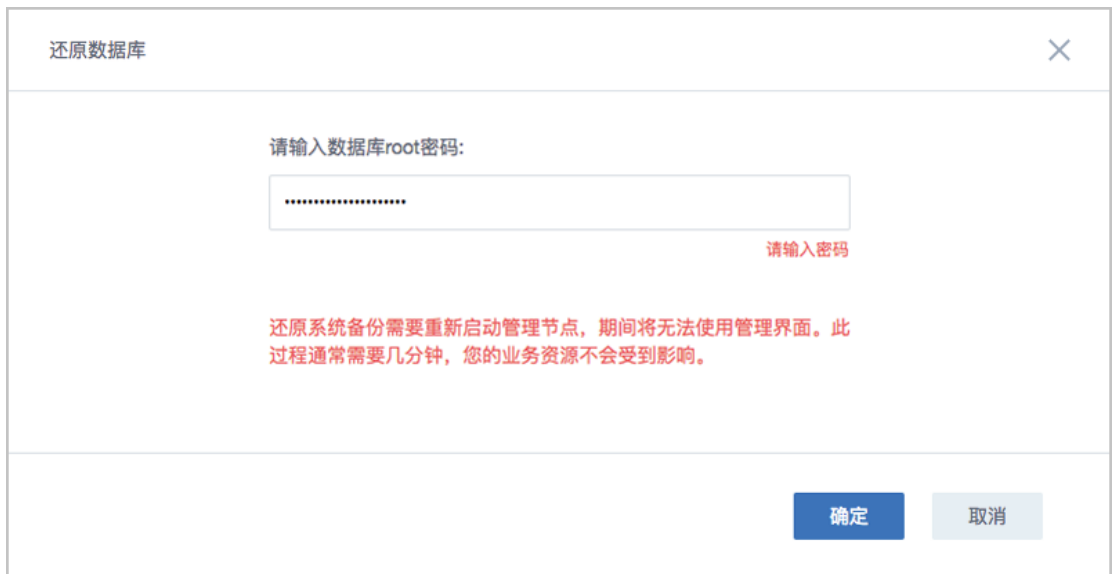 还原数据库
请输入数据库root密码:
•••••••••••••••••••••
请输入密码
还原系统备份需要重新启动管理节点，期间将无法使用管理界面。此
过程通常需要几分钟，您的业务资源不会受到影响。
确定 取消